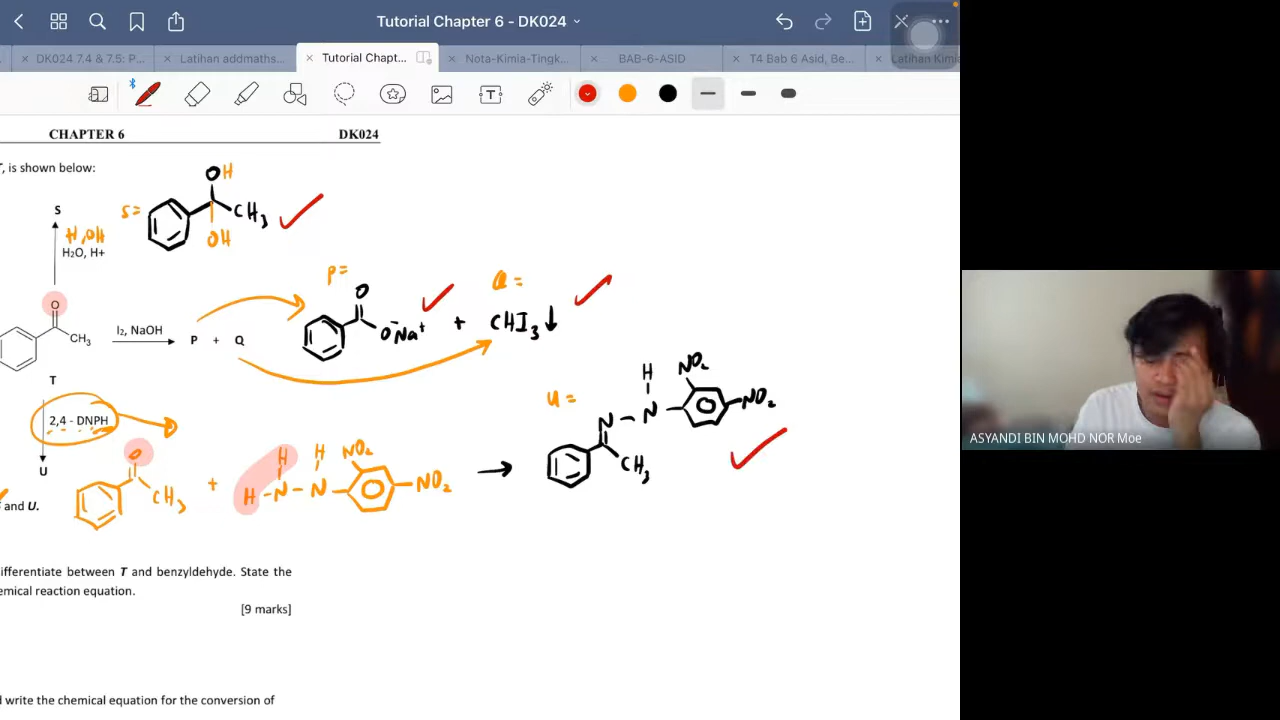 Tutorial Chapter 6 - DK024
DK024 7.4 & 7.5: P...
Latihan addmaths...
Tutorial Chapt...
Nota-Kimia-Tingk...
BAB-6-ASID
T4 Bab 6 Asid, Be...
Latihan Kimi
CHAPTER 6 DK024
T, is shown below:
S
H, OH
H2O, H+
S =
OH
CH3
OH
O
CH3
I2, NaOH
P + Q
P =
O
O⁻Na⁺
+
Q =
CHI3 ↓
T
2,4 - DNPH
U
O
CH3
+
H H NO2
H - N - N NO2
U =
H NO2
N - N NO2
CH3
and U.
ifferentiate between T and benzyldehyde. State the
emical reaction equation.
[9 marks]
d write the chemical equation for the conversion of
ASYANDI BIN MOHD NOR Moe